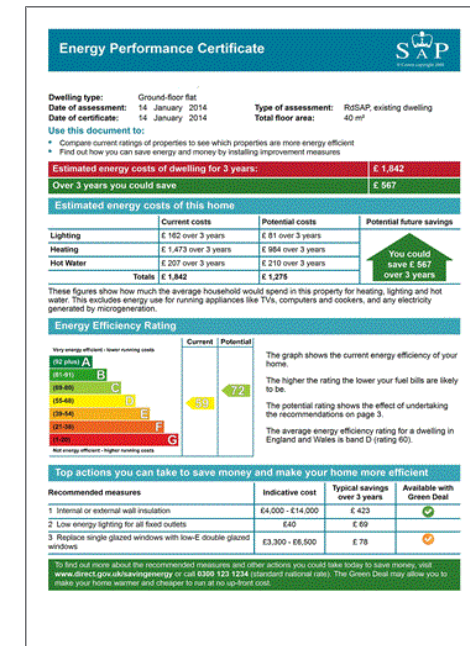 Energy Performance Certificate
SAP
© Crown copyright 2009
Dwelling type: Ground-floor flat
Date of assessment: 14 January 2014 Type of assessment: RdSAP, existing dwelling
Date of certificate: 14 January 2014 Total floor area: 40 m²
Use this document to:
• Compare current ratings of properties to see which properties are more energy efficient
• Find out how you can save energy and money by installing improvement measures
Estimated energy costs of dwelling for 3 years: £ 1,842
Over 3 years you could save £ 567
Estimated energy costs of this home
Current costs Potential costs Potential future savings
Lighting £ 162 over 3 years £ 81 over 3 years
Heating £ 1,473 over 3 years £ 984 over 3 years
Hot Water £ 207 over 3 years £ 210 over 3 years
Totals £ 1,842 £ 1,275
You could
save £ 567
over 3 years
These figures show how much the average household would spend in this property for heating, lighting and hot
water. This excludes energy use for running appliances like TVs, computers and cookers, and any electricity
generated by microgeneration.
Energy Efficiency Rating
Current Potential
Very energy efficient - lower running costs
(92 plus) A
(81-91) B
(69-80) C
(55-68) D
(39-54) E
(21-38) F
(1-20) G
Not energy efficient - higher running costs
72
The graph shows the current energy efficiency of your
home.
The higher the rating the lower your fuel bills are likely
to be.
The potential rating shows the effect of undertaking
the recommendations on page 3.
The average energy efficiency rating for a dwelling in
England and Wales is band D (rating 60).
Top actions you can take to save money and make your home more efficient
Recommended measures Indicative cost Typical savings over 3 years Available with Green Deal
1 Internal or external wall insulation £4,000 - £14,000 £ 423
2 Low energy lighting for all fixed outlets £40 £ 69
3 Replace single glazed windows with low-E double glazed
windows £3,300 - £6,500 £ 78
To find out more about the recommended measures and other actions you could take today to save money, visit
www.direct.gov.uk/savingenergy or call 0300 123 1234 (standard national rate). The Green Deal may allow you to
make your home warmer and cheaper to run at no up-front cost.